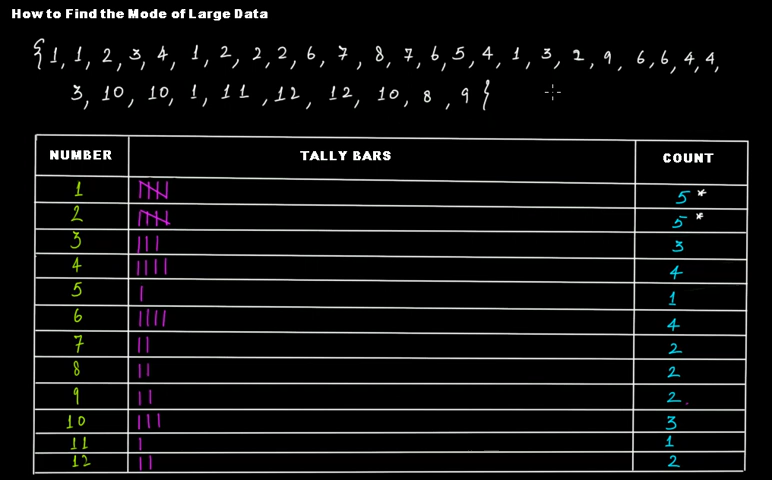 How to Find the Mode of Large Data
{1, 1, 2, 3, 4, 1, 2, 2, 2, 6, 7, 8, 7, 6, 5, 4, 1, 3, 2, 9, 6, 6, 4, 4,
3, 10, 10, 1, 11, 12, 12, 10, 8, 9}
NUMBER TALLY BARS COUNT
1 5 *
2 5 *
3 3
4 4
5 1
6 4
7 2
8 2
9 2
10 3
11 1
12 2